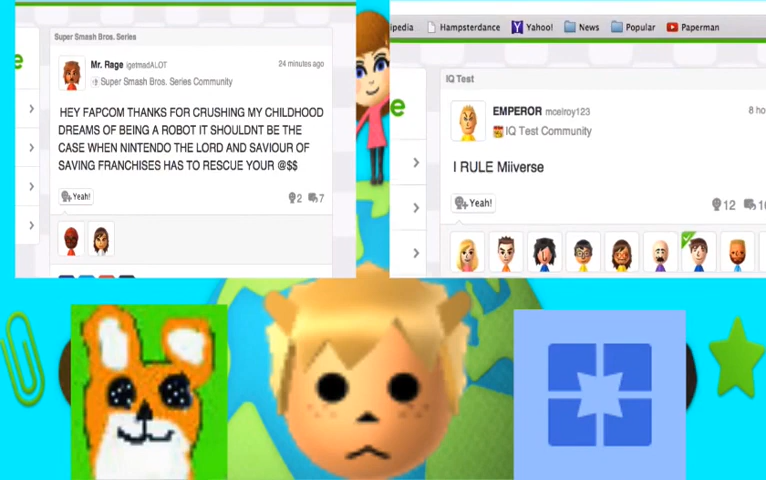 Super Smash Bros. Series
Mr. Rage igetmadALOT
24 minutes ago
Super Smash Bros. Series Community
HEY FAPCOM THANKS FOR CRUSHING MY CHILDHOOD
DREAMS OF BEING A ROBOT IT SHOULDNT BE THE
CASE WHEN NINTENDO THE LORD AND SAVIOUR OF
SAVING FRANCHISES HAS TO RESCUE YOUR @$$
Yeah!
2 7
Hampsterdance Yahoo! News Popular Paperman
IQ Test
EMPEROR mcelroy123
IQ Test Community
I RULE Miiverse
Yeah!
12